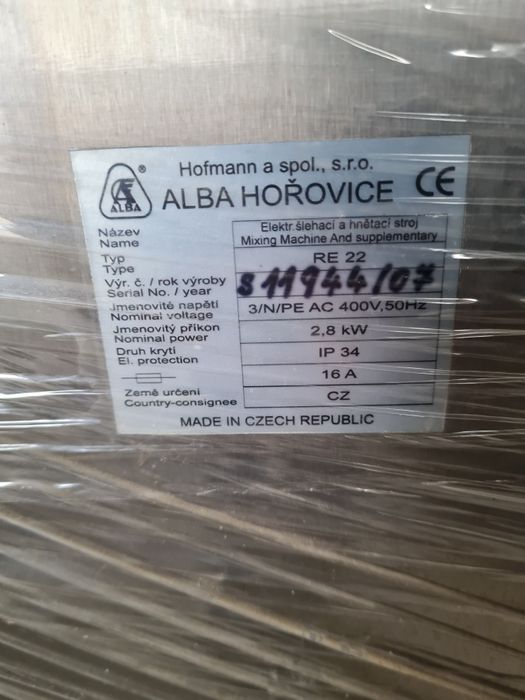 Hofmann a spol., s.r.o.
ALBA ®
ALBA HOŘOVICE CE
Název
Name
Elektr.šlehací a hnětací stroj
Mixing Machine And supplementary
Typ
Type
RE 22
Výr. č. / rok výroby
Serial No. / year
S 11944/07
Jmenovité napětí
Nominal voltage
3/N/PE AC 400V,50Hz
Jmenovitý příkon
Nominal power
2,8 kW
Druh krytí
El. protection
IP 34
16 A
Země určení
Country-consignee
CZ
MADE IN CZECH REPUBLIC